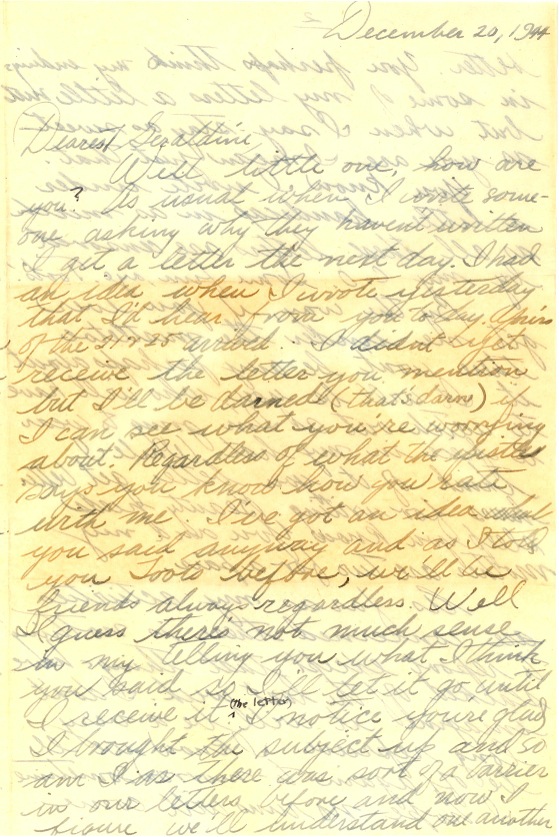 December 20, 1944
Dearest Geraldine,
Well little one, how are
you? As usual when I write some-
one asking why they haven't written
I get a letter the next day. I had
an idea when I wrote yesterday
that I'd hear from you today.
of the arrived. I didn't yet
receive the letter you mention
but I'll be darned (that's darn) if
I can see what you're worrying
about. Regardless of what the
says you know how you rate
with me. I've got an idea what
you said anyway and as I told
you Toots before, we'll be
friends always regardless. Well
I guess there's not much sense
in my telling you what I think
you said so I'll let it go until
I receive it (the letter) I notice you're glad
I brought the subject up and so
am I as there was sort of a barrier
in our letters before and now I
figure we'll understand one another